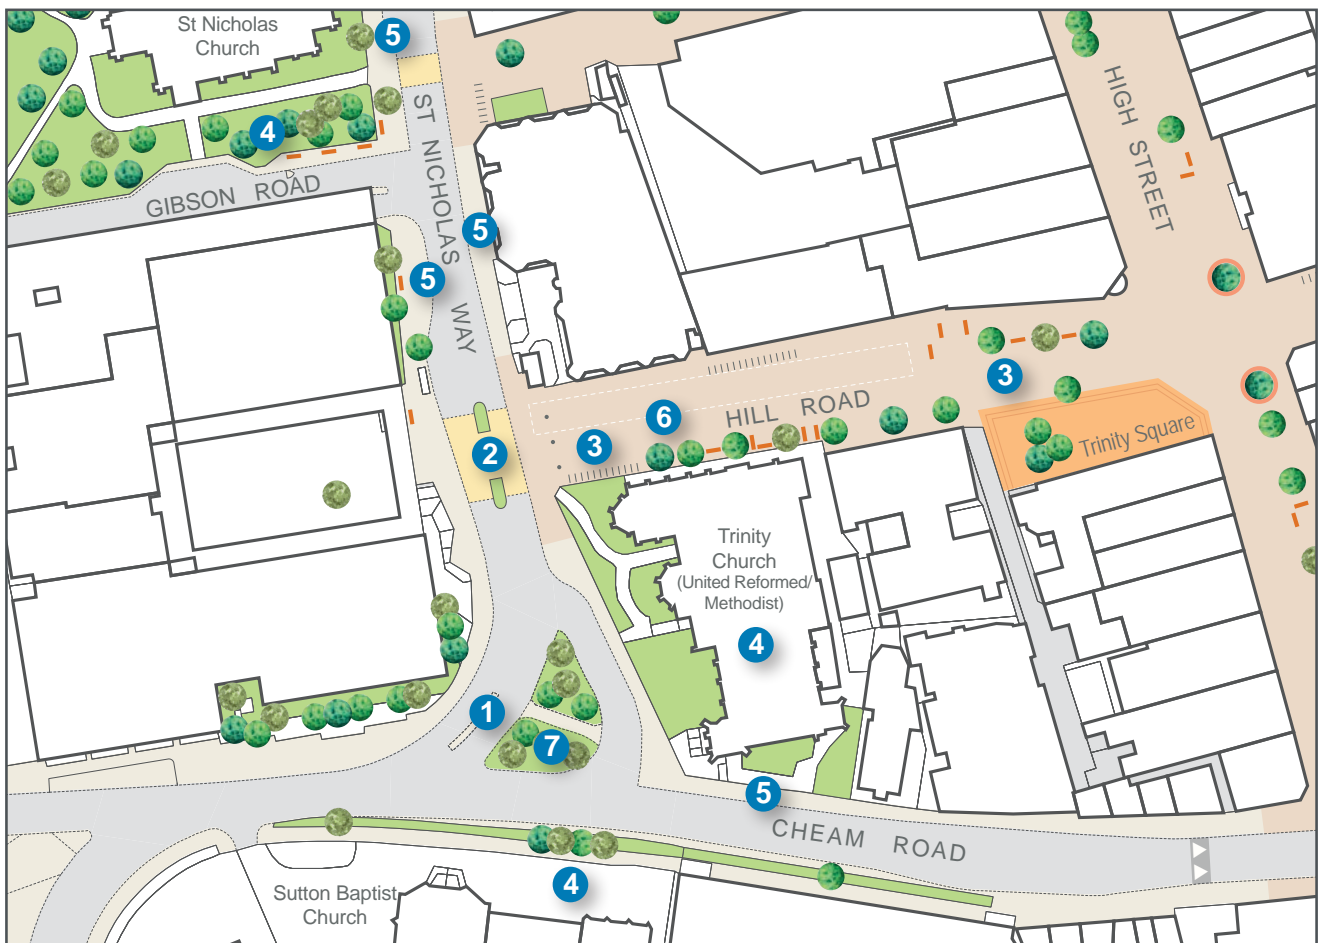 St Nicholas
Church
5
ST NICHOLAS WAY
HIGH STREET
4
GIBSON ROAD
5
5
3
6
HILL ROAD
Trinity Square
3
2
Trinity
Church
(United Reformed/
Methodist)
4
1
7
5
CHEAM ROAD
4
Sutton Baptist
Church